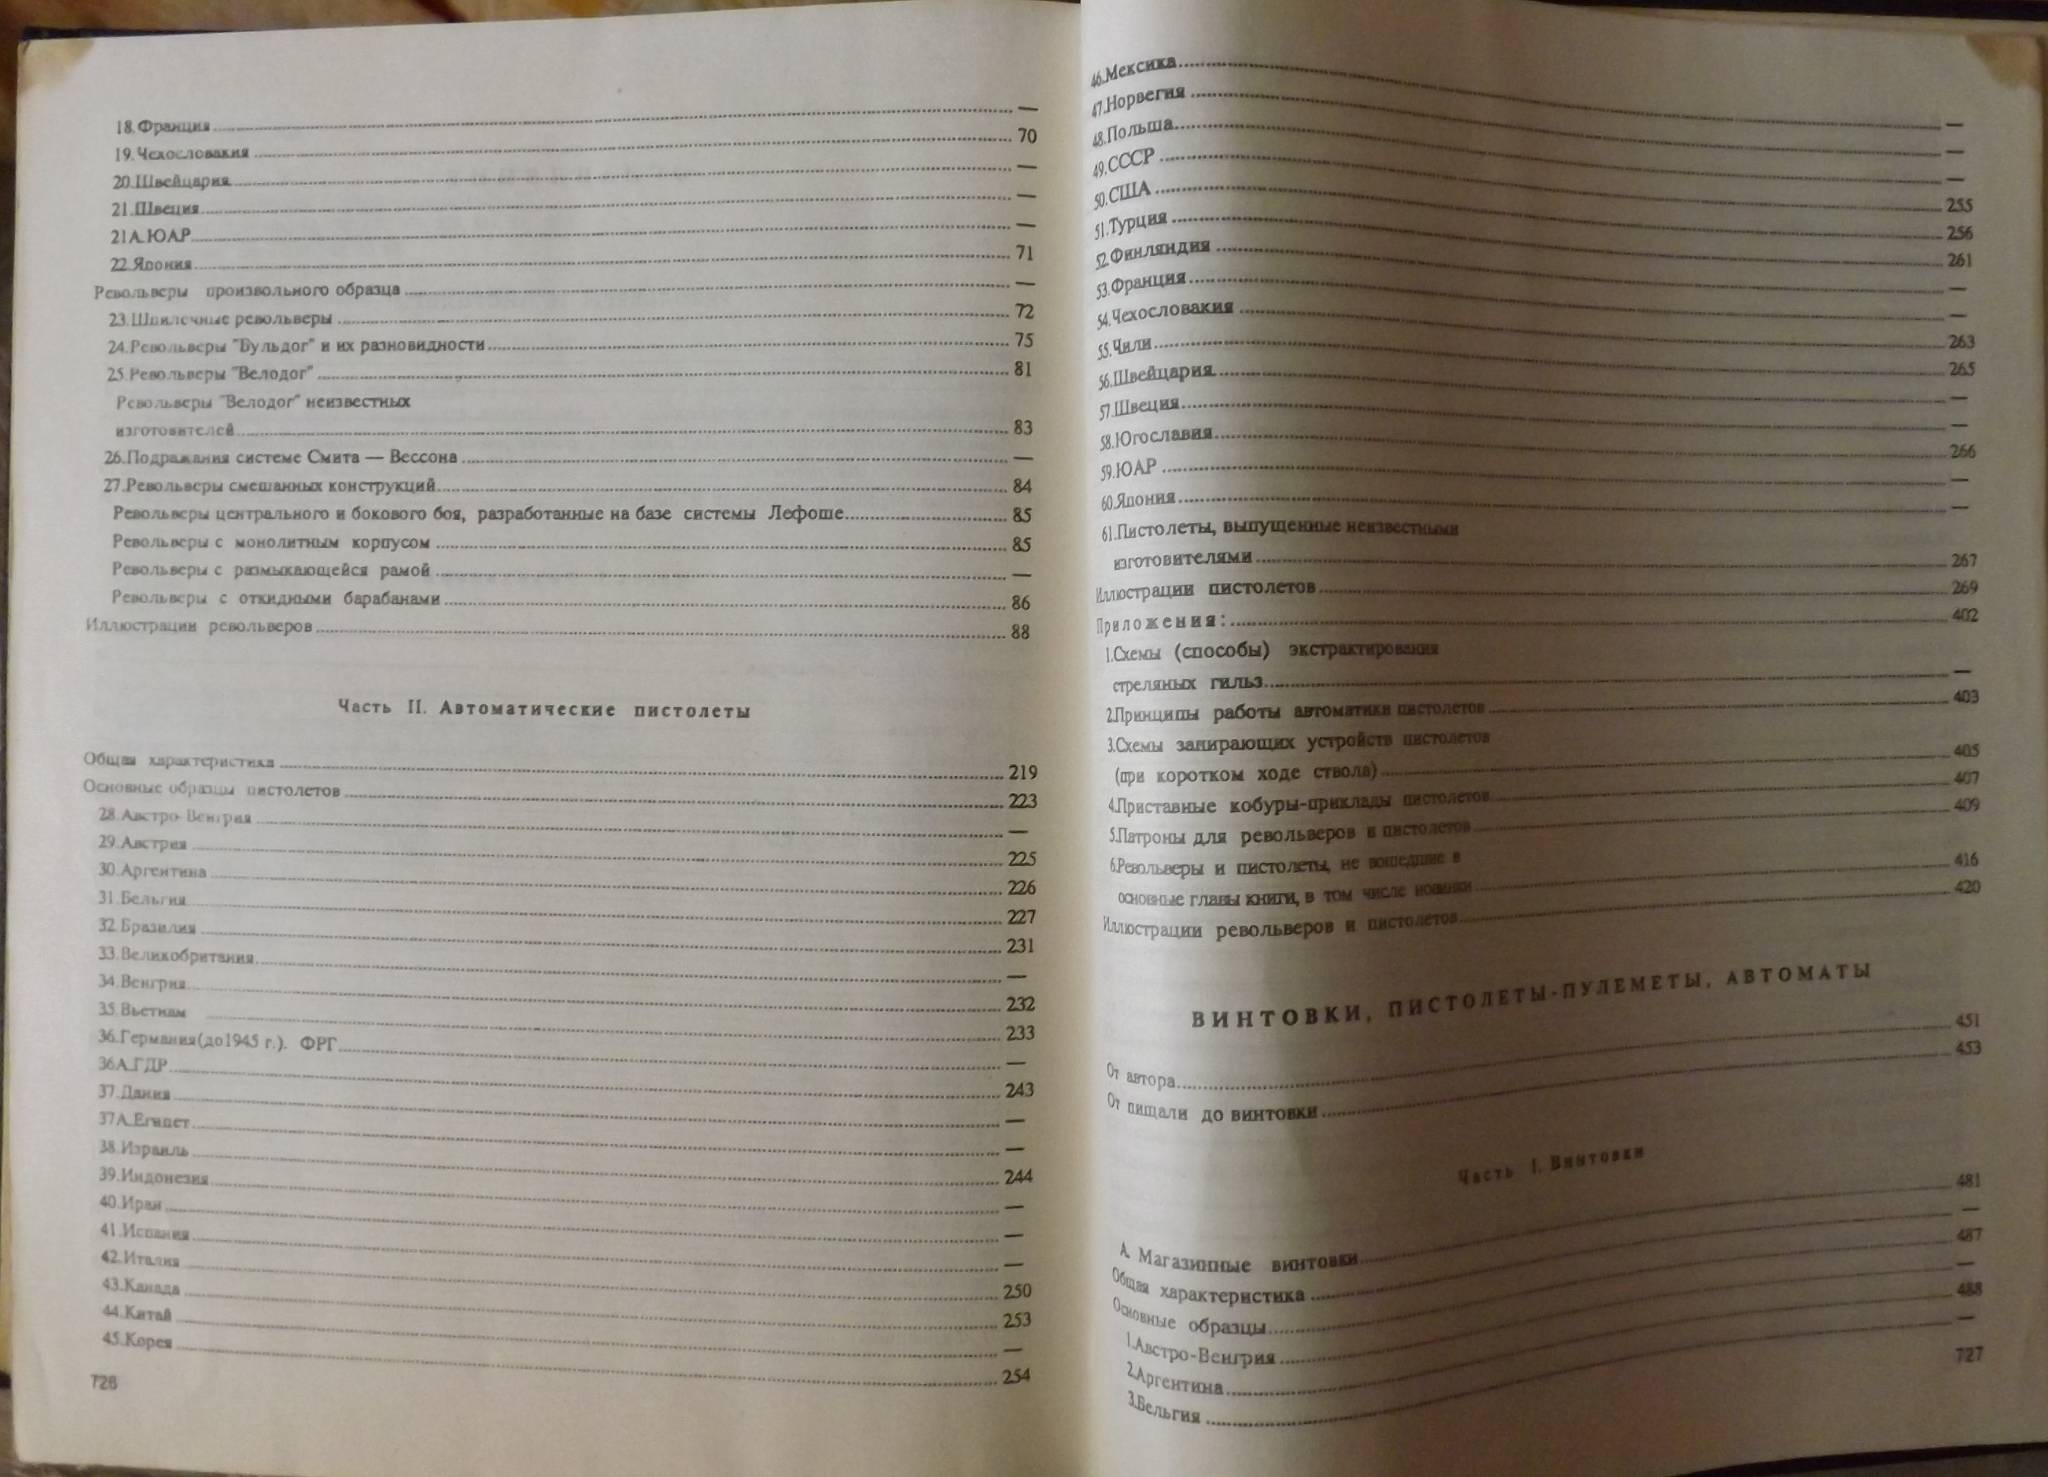 18.Франция ..... —
19.Чехословакия ..... 70
20.Швейцария ..... —
21.Швеция ..... —
21А.ЮАР ..... —
22.Япония ..... 71
Револьверы произвольного образца ..... —
23.Шпилечные револьверы ..... 72
24.Револьверы "Бульдог" и их разновидности ..... 75
25.Револьверы "Велодог" ..... 81
Револьверы "Велодог" неизвестных
изготовителей ..... 83
26.Подражания системе Смита — Вессона ..... —
27.Револьверы смешанных конструкций ..... 84
Револьверы центрального и бокового боя, разработанные на базе системы Лефоше ..... 85
Револьверы с монолитным корпусом ..... 85
Револьверы с размыкающейся рамой ..... —
Револьверы с откидными барабанами ..... 86
Иллюстрации револьверов ..... 88
Часть II. Автоматические пистолеты
Общая характеристика ..... 219
Основные образцы пистолетов ..... 223
28.Австро-Венгрия ..... —
29.Австрия ..... 225
30.Аргентина ..... 226
31.Бельгия ..... 227
32.Бразилия ..... 231
33.Великобритания ..... —
34.Венгрия ..... 232
35.Вьетнам ..... 233
36.Германия(до1945 г.). ФРГ ..... —
36А.ГДР ..... 243
37.Дания ..... —
37А.Египет ..... —
38.Израиль ..... 244
39.Индонезия ..... —
40.Иран ..... —
41.Испания ..... —
42.Италия ..... 250
43.Канада ..... 253
44.Китай ..... —
45.Корея ..... 254
726
46.Мексика ..... —
47.Норвегия ..... —
48.Польша ..... —
49.СССР ..... 255
50.США ..... 256
51.Турция ..... 261
52.Финляндия ..... —
53.Франция ..... —
54.Чехословакия ..... 263
55.Чили ..... 265
56.Швейцария ..... —
57.Швеция ..... —
58.Югославия ..... 266
59.ЮАР ..... —
60.Япония ..... —
61.Пистолеты, выпущенные неизвестными
изготовителями ..... 267
Иллюстрации пистолетов ..... 269
Приложения: ..... 402
1.Схемы (способы) экстрактирования
стреляных гильз ..... —
2.Принципы работы автоматики пистолетов ..... 403
3.Схемы запирающих устройств пистолетов
(при коротком ходе ствола) ..... 405
4.Приставные кобуры-приклады пистолетов ..... 407
5.Патроны для револьверов и пистолетов ..... 409
6.Револьверы и пистолеты, не вошедшие в
основные главы книги, в том числе новинки ..... 416
Иллюстрации револьверов и пистолетов ..... 420
ВИНТОВКИ, ПИСТОЛЕТЫ-ПУЛЕМЕТЫ, АВТОМАТЫ
От автора ..... 451
От пищали до винтовки ..... 453
Часть I. Винтовки
А. Магазинные винтовки ..... 481
Общая характеристика ..... —
Основные образцы ..... 487
1.Австро-Венгрия ..... —
2.Аргентина ..... 488
3.Бельгия ..... —
727